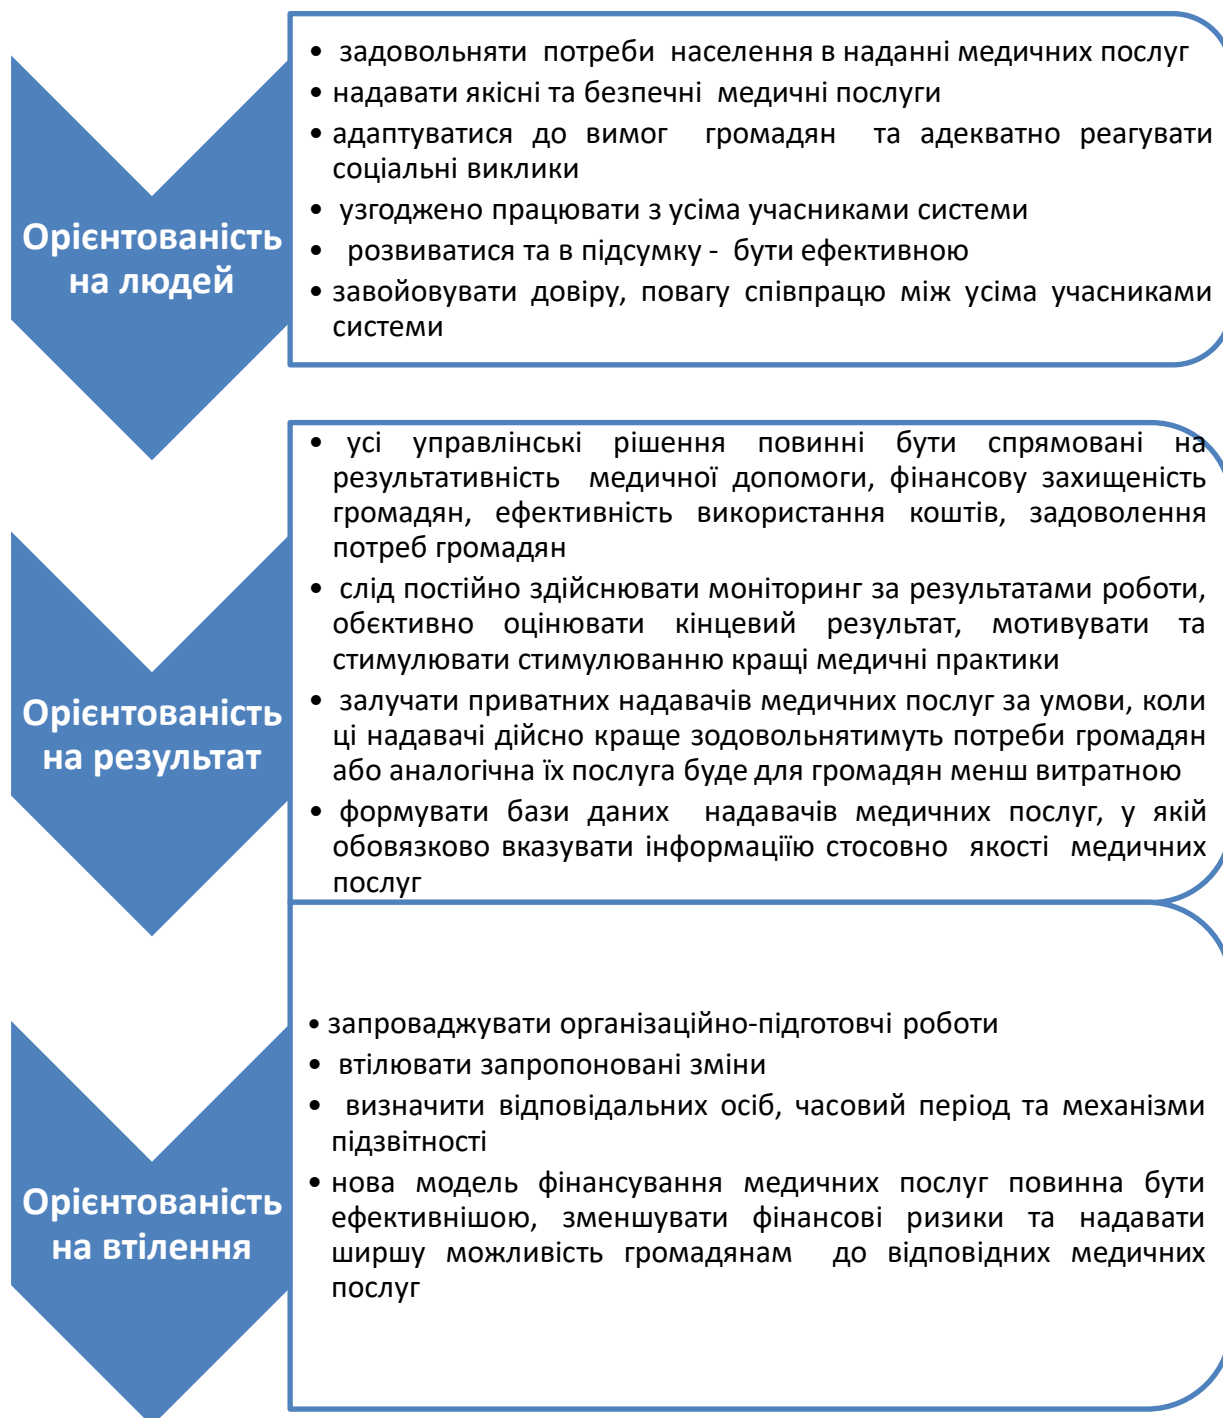 Орієнтованість
на людей
• задовольняти потреби населення в наданні медичних послуг
• надавати якісні та безпечні медичні послуги
• адаптуватися до вимог громадян та адекватно реагувати
соціальні виклики
• узгоджено працювати з усіма учасниками системи
• розвиватися та в підсумку - бути ефективною
• завойовувати довіру, повагу співпрацю між усіма учасниками
системи
Орієнтованість
на результат
• усі управлінські рішення повинні бути спрямовані на
результативність медичної допомоги, фінансову захищеність
громадян, ефективність використання коштів, задоволення
потреб громадян
• слід постійно здійснювати моніторинг за результатами роботи,
обєктивно оцінювати кінцевий результат, мотивувати та
стимулювати стимулюванню кращі медичні практики
• залучати приватних надавачів медичних послуг за умови, коли
ці надавачі дійсно краще зодовольнятимуть потреби громадян
або аналогічна їх послуга буде для громадян менш витратною
• формувати бази даних надавачів медичних послуг, у якій
обовязково вказувати інформаціїю стосовно якості медичних
послуг
Орієнтованість
на втілення
• запроваджувати організаційно-підготовчі роботи
• втілювати запропоновані зміни
• визначити відповідальних осіб, часовий період та механізми
підзвітності
• нова модель фінансування медичних послуг повинна бути
ефективнішою, зменшувати фінансові ризики та надавати
ширшу можливість громадянам до відповідних медичних
послуг